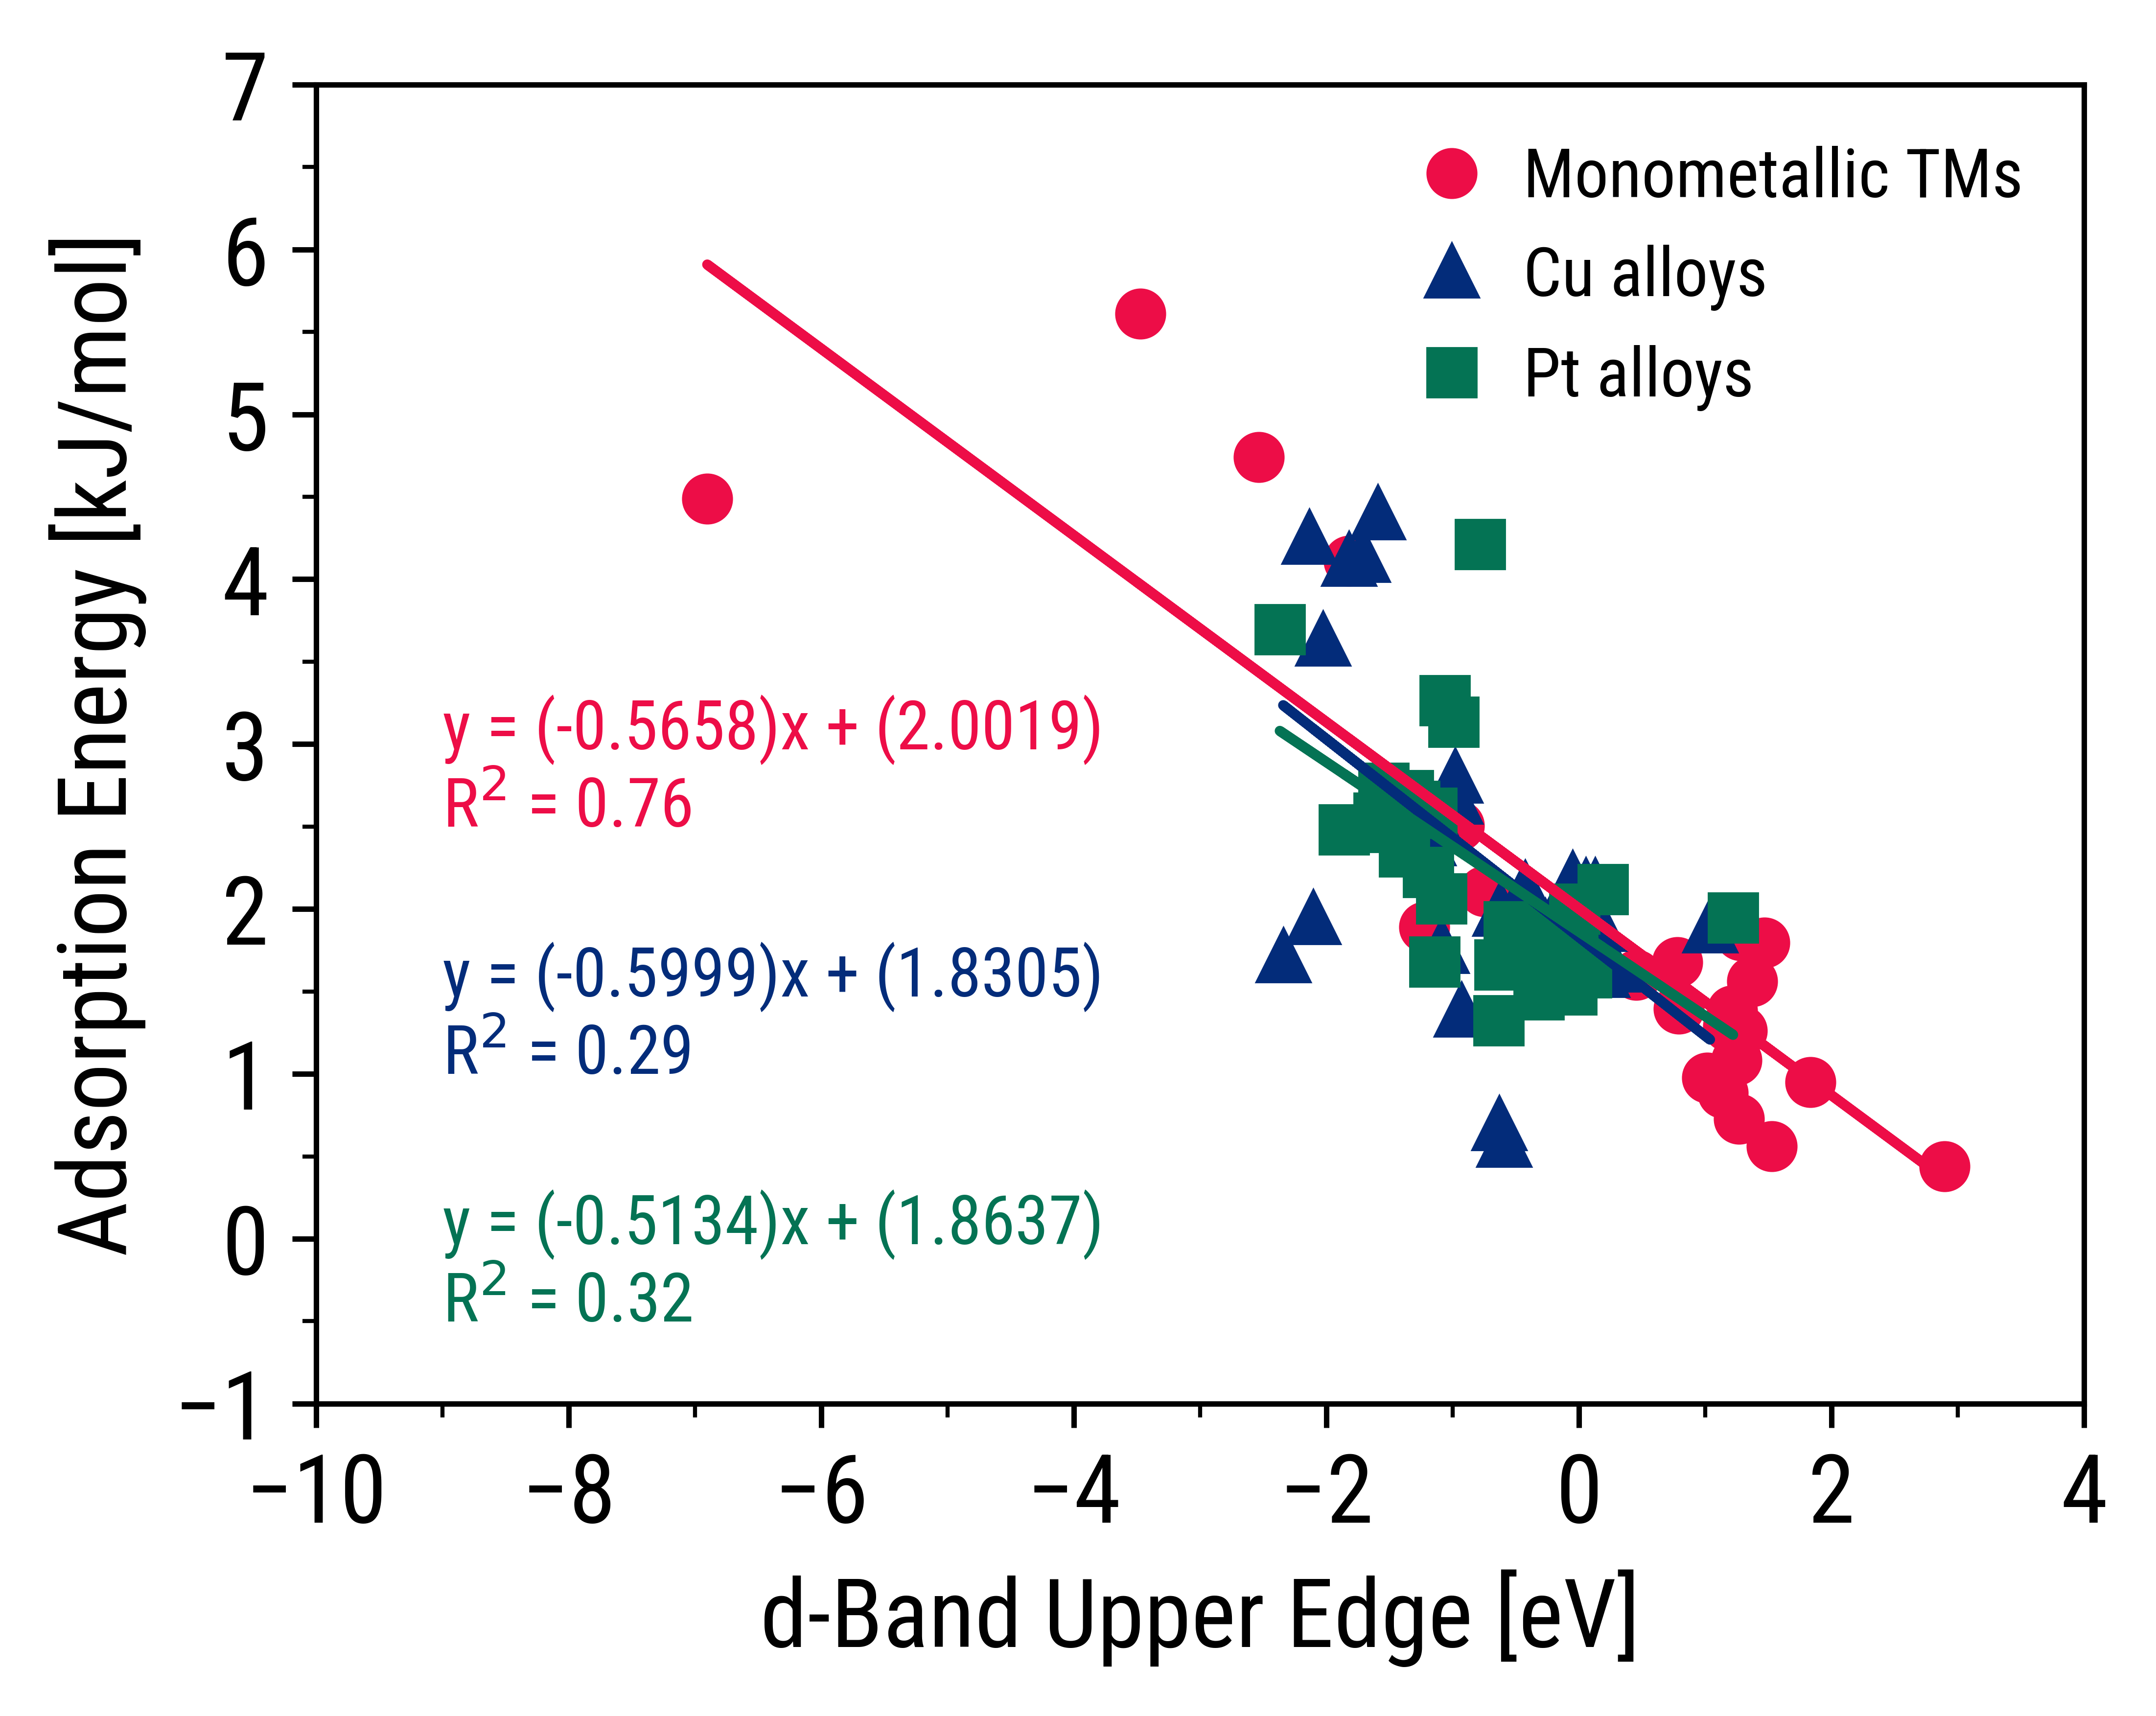 Monometallic TMs
Cu alloys
Pt alloys
y = (-0.5658)x + (2.0019)
R² = 0.76
y = (-0.5999)x + (1.8305)
R² = 0.29
y = (-0.5134)x + (1.8637)
R² = 0.32
Adsorption Energy [kJ/mol]
7
6
5
4
3
2
1
0
−1
−10 −8 −6 −4 −2 0 2 4
d-Band Upper Edge [eV]